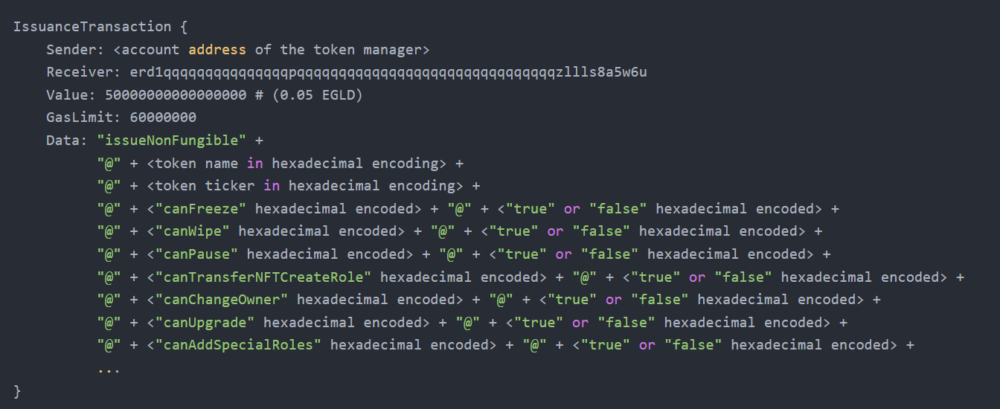 IssuanceTransaction {
Sender: <account address of the token manager>
Receiver: erd1qqqqqqqqqqqqqqqpqqqqqqqqqqqqqqqqqqqqqqqqqqqqqqqzllls8a5w6u
Value: 50000000000000000 # (0.05 EGLD)
GasLimit: 60000000
Data: "issueNonFungible" +
"@" + <token name in hexadecimal encoding> +
"@" + <token ticker in hexadecimal encoding> +
"@" + <"canFreeze" hexadecimal encoded> + "@" + <"true" or "false" hexadecimal encoded> +
"@" + <"canWipe" hexadecimal encoded> + "@" + <"true" or "false" hexadecimal encoded> +
"@" + <"canPause" hexadecimal encoded> + "@" + <"true" or "false" hexadecimal encoded> +
"@" + <"canTransferNFTCreateRole" hexadecimal encoded> + "@" + <"true" or "false" hexadecimal encoded> +
"@" + <"canChangeOwner" hexadecimal encoded> + "@" + <"true" or "false" hexadecimal encoded> +
"@" + <"canUpgrade" hexadecimal encoded> + "@" + <"true" or "false" hexadecimal encoded> +
"@" + <"canAddSpecialRoles" hexadecimal encoded> + "@" + <"true" or "false" hexadecimal encoded> +
...
}